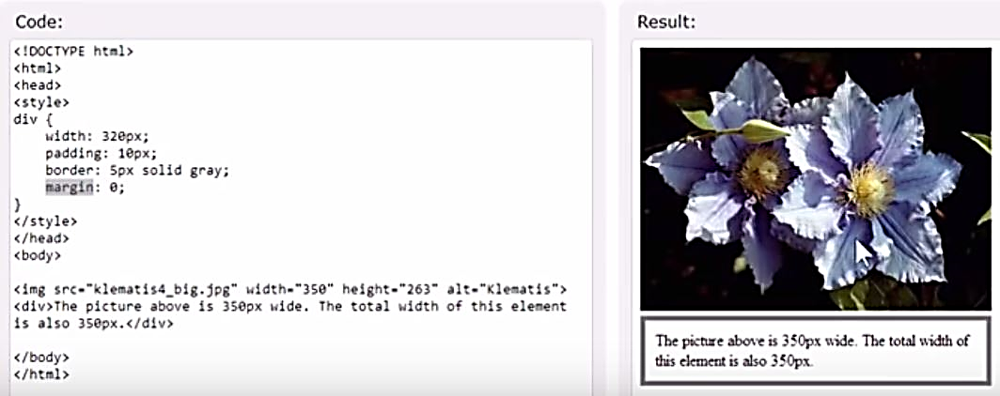 Code:
<!DOCTYPE html>
<html>
<head>
<style>
div {
    width: 320px;
    padding: 10px;
    border: 5px solid gray;
    margin: 0;
}
</style>
</head>
<body>
<img src="klematis4_big.jpg" width="350" height="263" alt="Klematis">
<div>The picture above is 350px wide. The total width of this element
is also 350px.</div>
</body>
</html>
Result:
The picture above is 350px wide. The total width of
this element is also 350px.